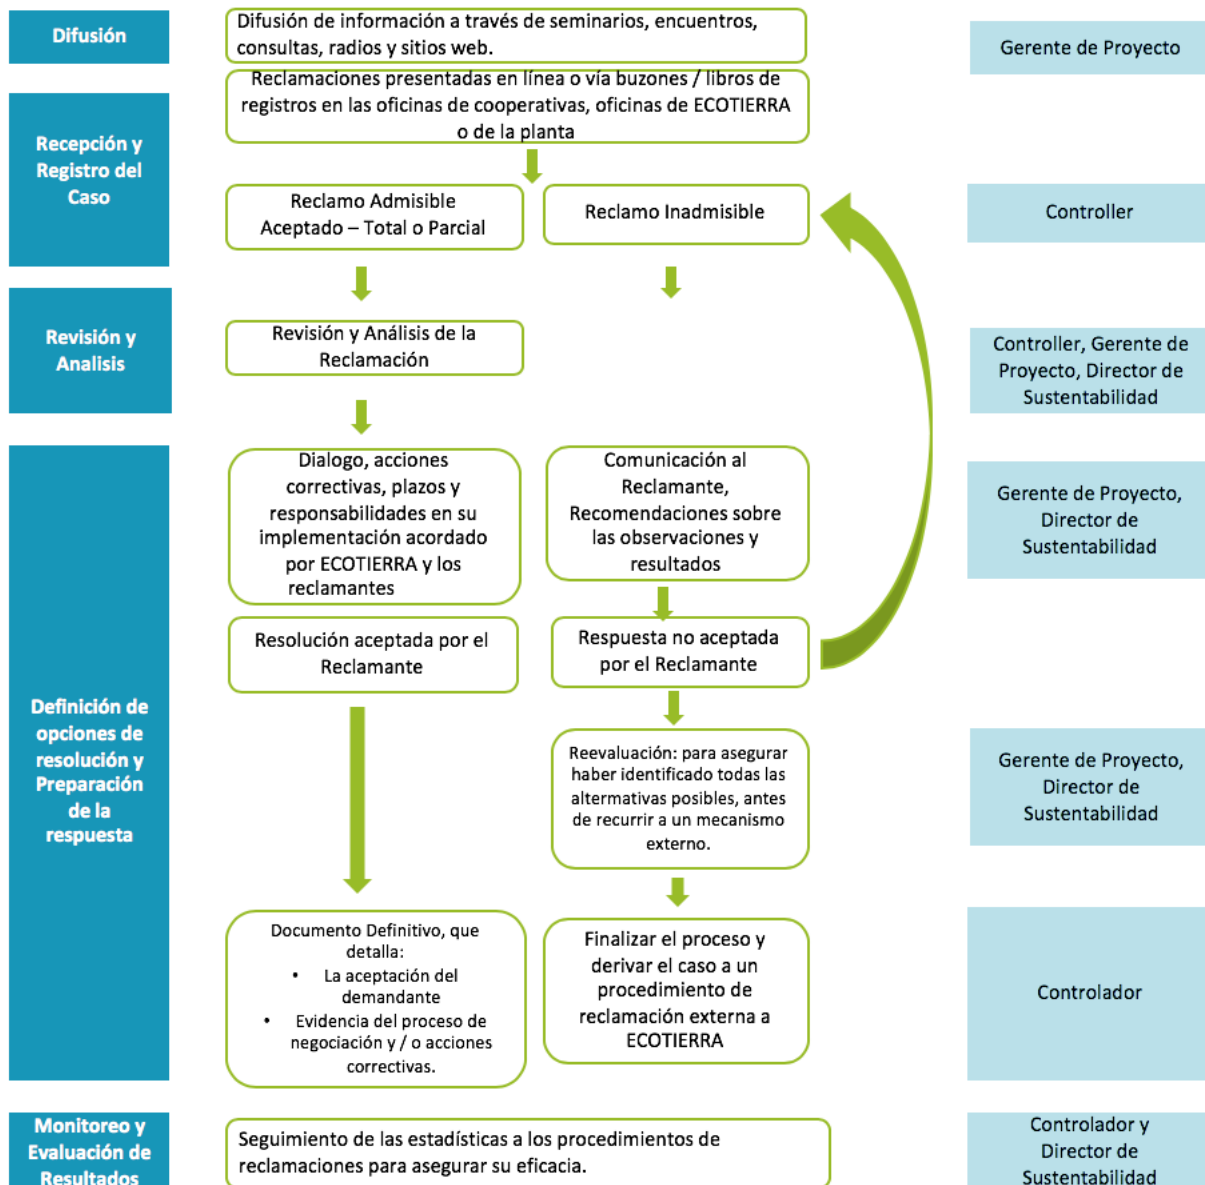 Difusión
Difusión de información a través de seminarios, encuentros,
consultas, radios y sitios web.
Gerente de Proyecto
Recepción y
Registro del
Caso
Reclamaciones presentadas en línea o vía buzones / libros de
registros en las oficinas de cooperativas, oficinas de ECOTIERRA
o de la planta
Reclamo Admisible
Aceptado – Total o Parcial
Reclamo Inadmisible
Controller
Revisión y
Analisis
Revisión y Análisis de la
Reclamación
Controller, Gerente de
Proyecto, Director de
Sustentabilidad
Definición de
opciones de
resolución y
Preparación
de la
respuesta
Dialogo, acciones
correctivas, plazos y
responsabilidades en su
implementación acordado
por ECOTIERRA y los
reclamantes
Comunicación al
Reclamante,
Recomendaciones sobre
las observaciones y
resultados
Gerente de Proyecto,
Director de
Sustentabilidad
Resolución aceptada por el
Reclamante
Respuesta no aceptada
por el Reclamante
Reevaluación: para asegurar
haber identificado todas las
altermativas posibles, antes
de recurrir a un mecanismo
externo.
Gerente de Proyecto,
Director de
Sustentabilidad
Documento Definitivo, que
detalla:
• La aceptación del
demandante
• Evidencia del proceso de
negociación y / o acciones
correctivas.
Finalizar el proceso y
derivar el caso a un
procedimiento de
reclamación externa a
ECOTIERRA
Controlador
Monitoreo y
Evaluación de
Resultados
Seguimiento de las estadísticas a los procedimientos de
reclamaciones para asegurar su eficacia.
Controlador y
Director de
Sustentabilidad